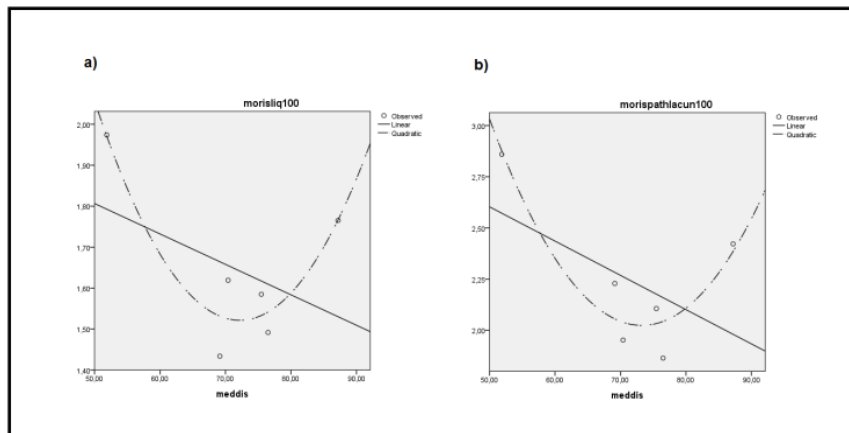 a)
morisliq100
Observed
Linear
Quadratic
2,00
1,90
1,80
1,70
1,60
1,50
1,40
50,00 60,00 70,00 80,00 90,00
meddis
b)
morispathlacun100
Observed
Linear
Quadratic
3,00
2,75
2,50
2,25
2,00
50,00 60,00 70,00 80,00 90,00
meddis